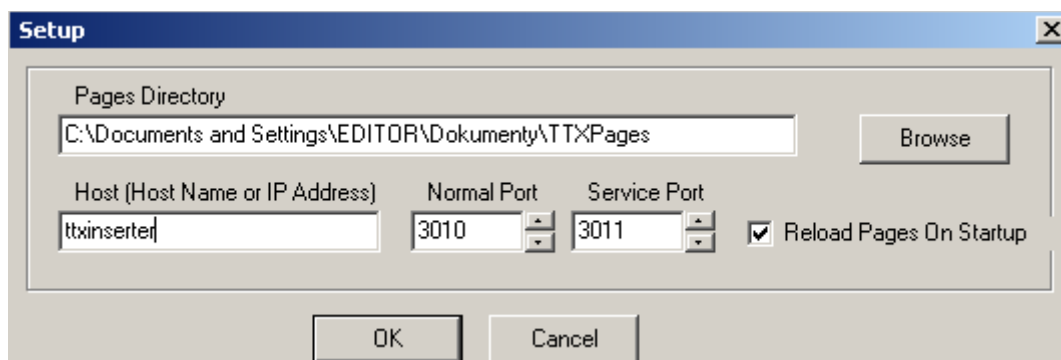 Setup
Pages Directory
C:\Documents and Settings\EDITOR\Dokumenty\TTXPages
Browse
Host (Host Name or IP Address) Normal Port Service Port
ttxinserter 3010 3011 Reload Pages On Startup
OK Cancel